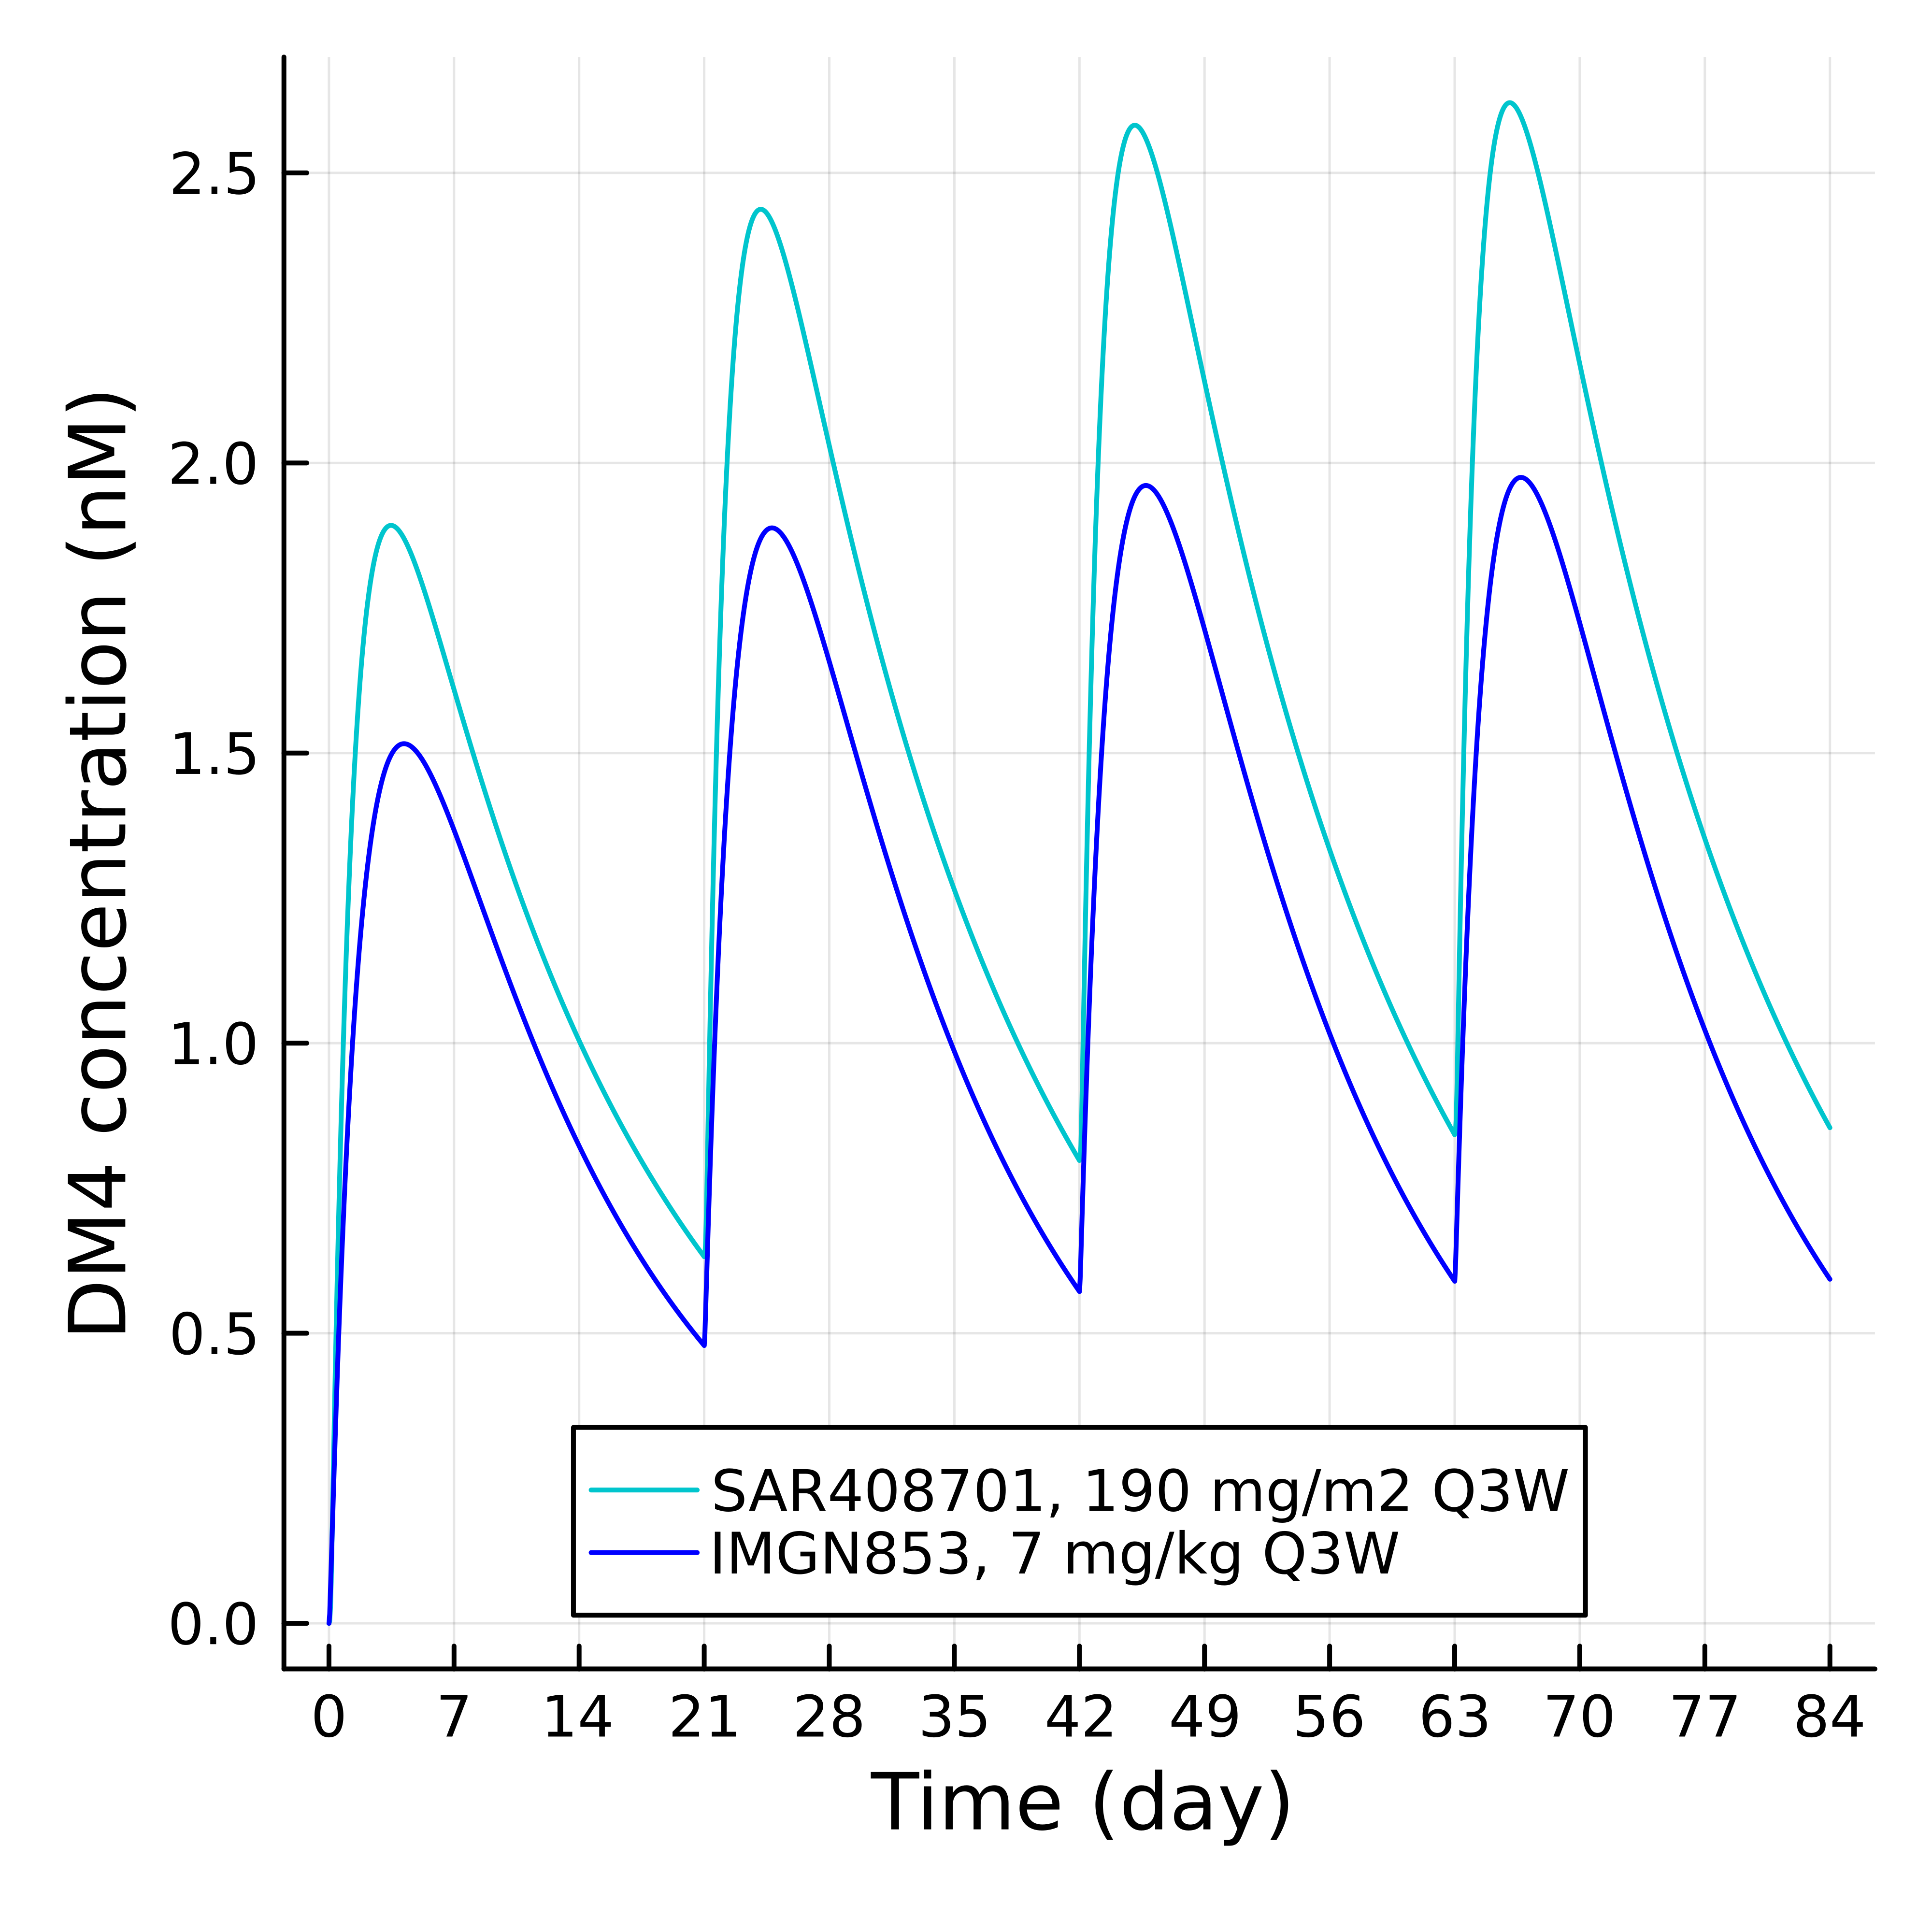 DM4 concentration (nM)
2.5
2.0
1.5
1.0
0.5
0.0
SAR408701, 190 mg/m2 Q3W
IMGN853, 7 mg/kg Q3W
0 7 14 21 28 35 42 49 56 63 70 77 84
Time (day)